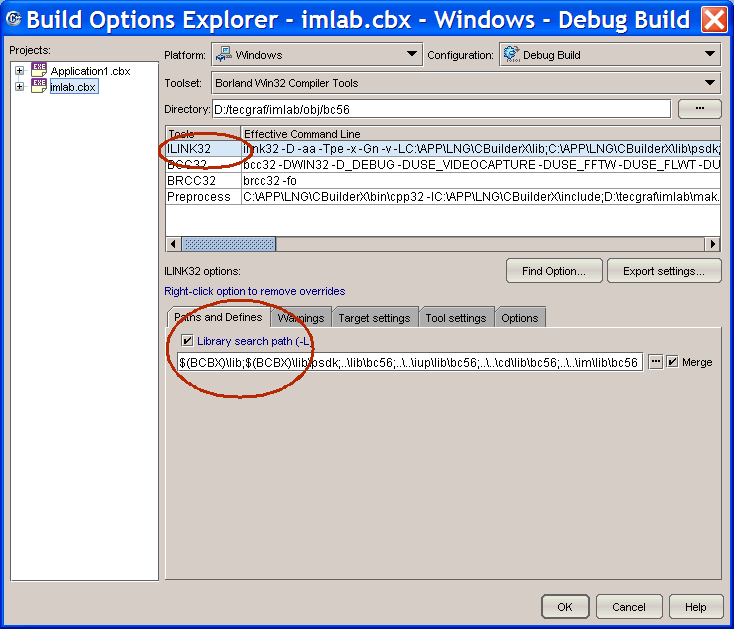 Build Options Explorer - imlab.cbx - Windows - Debug Build
Projects:
Application1.cbx
imlab.cbx
Platform: Windows Configuration: Debug Build
Toolset: Borland Win32 Compiler Tools
Directory: D:/tecgraf/imlab/obj/bc56 ...
Tools Effective Command Line
ILINK32 ilink32 -D -aa -Tpe -x -Gn -v -LC:\APP\LNG\CBuilderX\lib;C:\APP\LNG\CBuilderX\lib\psdk;
BCC32 bcc32 -DWIN32 -D_DEBUG -DUSE_VIDEOCAPTURE -DUSE_FFTW -DUSE_FLWT -DU
BRCC32 brcc32 -fo
Preprocess C:\APP\LNG\CBuilderX\bin\cpp32 -IC:\APP\LNG\CBuilderX\include;D:\tecgraf\imlab\mak.
ILINK32 options: Find Option... Export settings...
Right-click option to remove overrides
Paths and Defines Warnings Target settings Tool settings Options
Library search path (-L)
$(BCBX)\lib;$(BCBX)\lib\psdk;..\lib\bc56;..\..\iup\lib\bc56;..\..\cd\lib\bc56;..\..\im\lib\bc56 ... Merge
OK Cancel Help